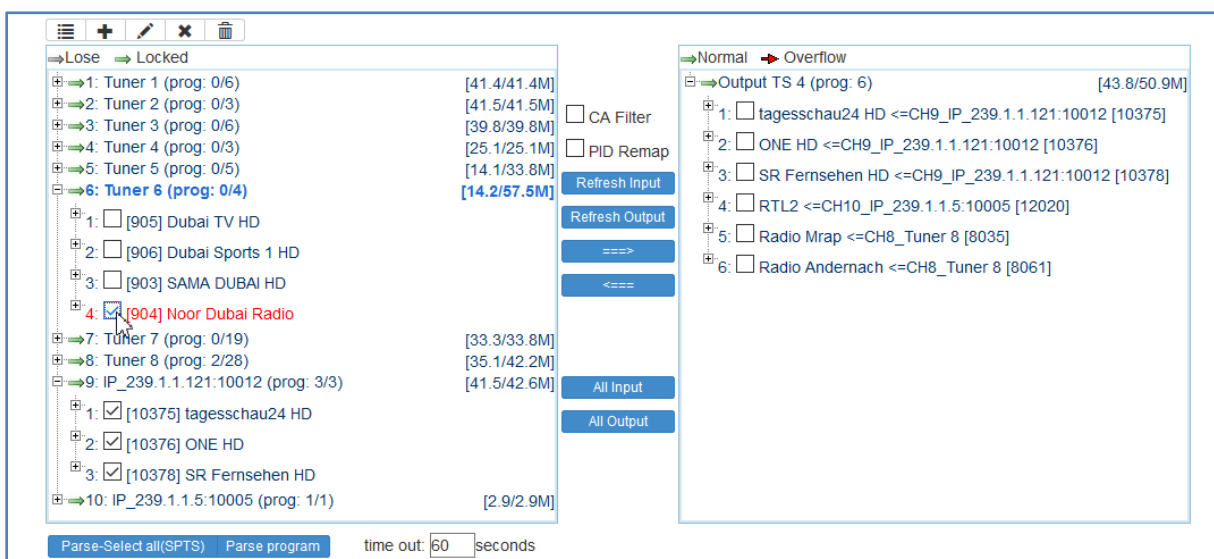 ⇒Lose ⇒ Locked
⇒1: Tuner 1 (prog: 0/6) [41.4/41.4M]
⇒2: Tuner 2 (prog: 0/3) [41.5/41.5M]
⇒3: Tuner 3 (prog: 0/6) [39.8/39.8M]
⇒4: Tuner 4 (prog: 0/3) [25.1/25.1M]
⇒5: Tuner 5 (prog: 0/5) [14.1/33.8M]
⇒6: Tuner 6 (prog: 0/4) [14.2/57.5M]
1: [905] Dubai TV HD
2: [906] Dubai Sports 1 HD
3: [903] SAMA DUBAI HD
4: [904] Noor Dubai Radio
⇒7: Tuner 7 (prog: 0/19) [33.3/33.8M]
⇒8: Tuner 8 (prog: 2/28) [35.1/42.2M]
⇒9: IP_239.1.1.121:10012 (prog: 3/3) [41.5/42.6M]
1: [10375] tagesschau24 HD
2: [10376] ONE HD
3: [10378] SR Fernsehen HD
⇒10: IP_239.1.1.5:10005 (prog: 1/1) [2.9/2.9M]
CA Filter
PID Remap
Refresh Input
Refresh Output
===>
<===
All Input
All Output
⇒Normal ➔ Overflow
⇒Output TS 4 (prog: 6) [43.8/50.9M]
1: tagesschau24 HD <=CH9_IP_239.1.1.121:10012 [10375]
2: ONE HD <=CH9_IP_239.1.1.121:10012 [10376]
3: SR Fernsehen HD <=CH9_IP_239.1.1.121:10012 [10378]
4: RTL2 <=CH10_IP_239.1.1.5:10005 [12020]
5: Radio Mrap <=CH8_Tuner 8 [8035]
6: Radio Andernach <=CH8_Tuner 8 [8061]
Parse-Select all(SPTS) Parse program time out: 60 seconds